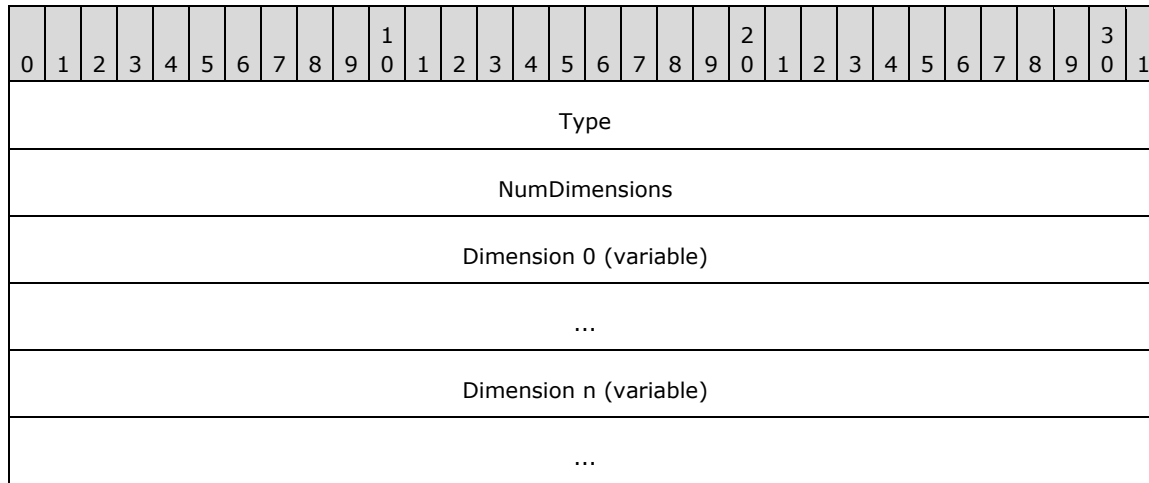 1 2 3
0 1 2 3 4 5 6 7 8 9 0 1 2 3 4 5 6 7 8 9 0 1 2 3 4 5 6 7 8 9 0 1
Type
NumDimensions
Dimension 0 (variable)
...
Dimension n (variable)
...